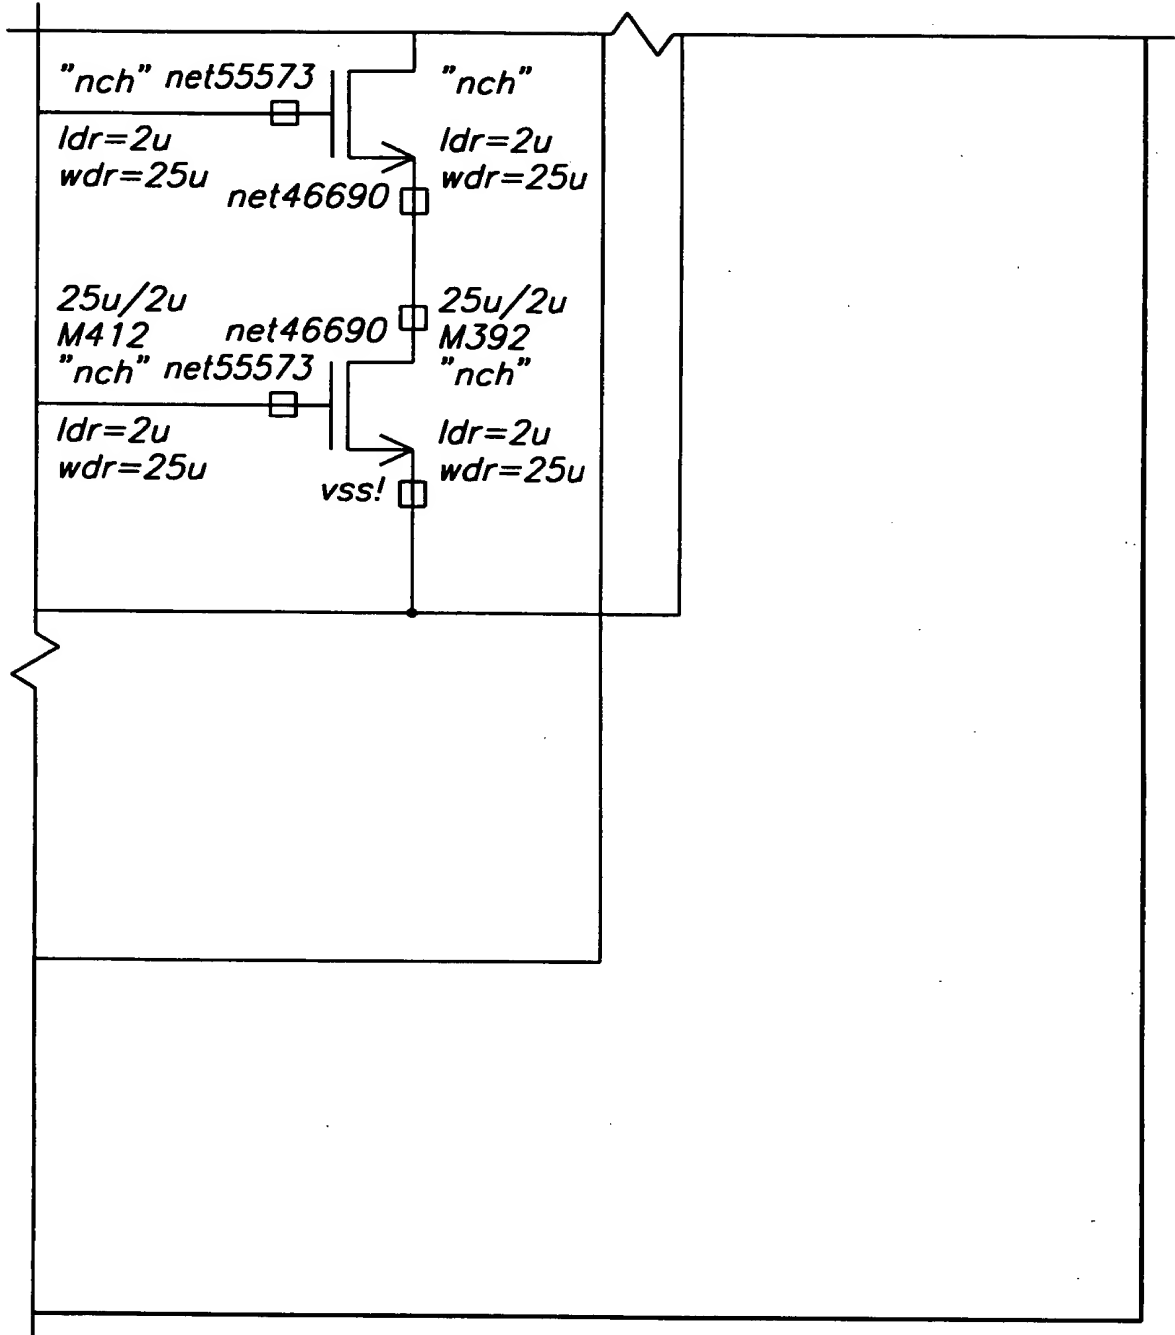 "nch" net55573 "nch"
ldr=2u ldr=2u
wdr=25u wdr=25u
net46690
25u/2u 25u/2u
M412 net46690 M392
"nch" net55573 "nch"
ldr=2u ldr=2u
wdr=25u wdr=25u
vss!